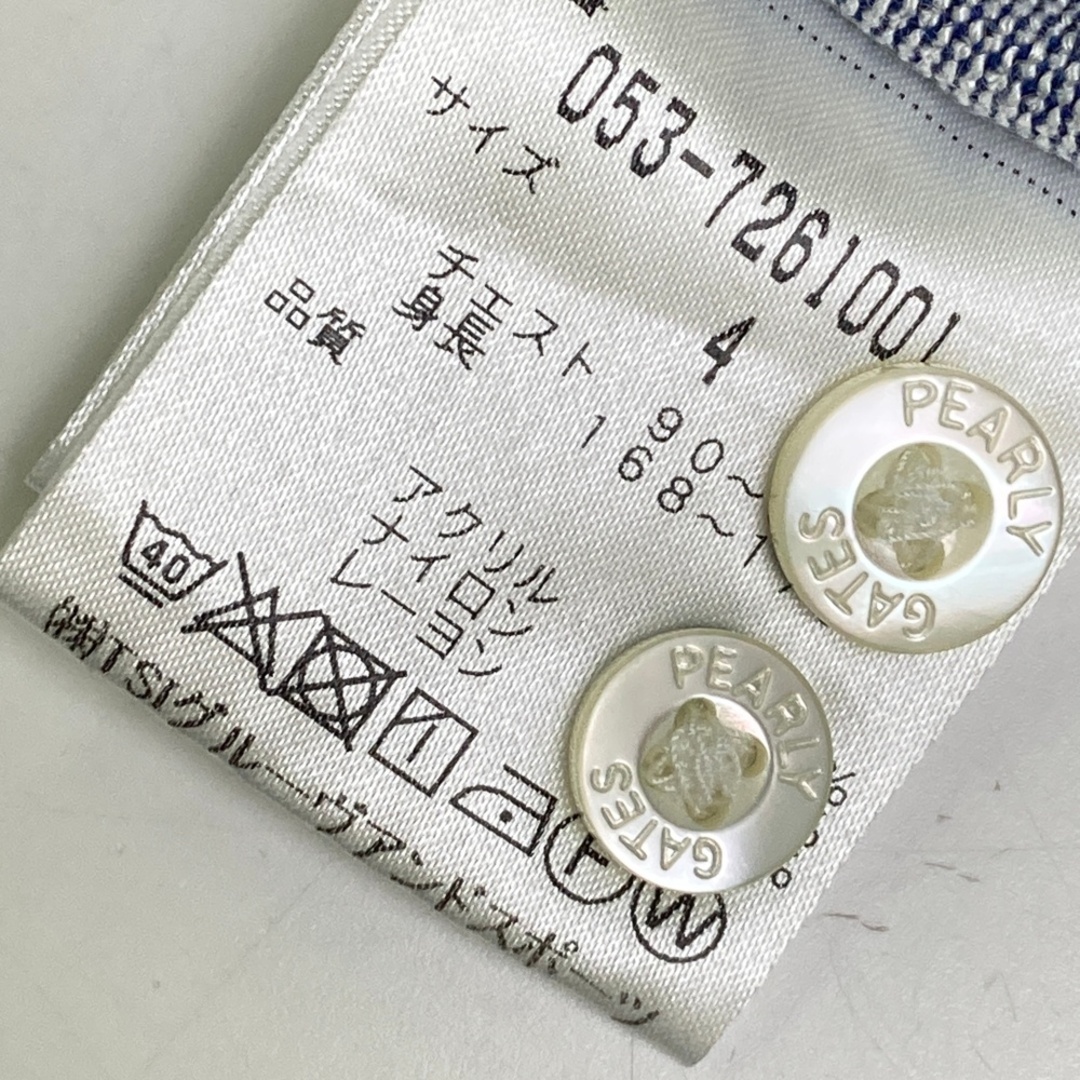 053-7261001
サイズ 4
チェスト 90~
身長 168~1
品質
アクリル
ナイロン
レーヨン
%
40
F
W
㈱TSIグルーヴアンドスポーツ
PEARLY GATES
PEARLY GATES